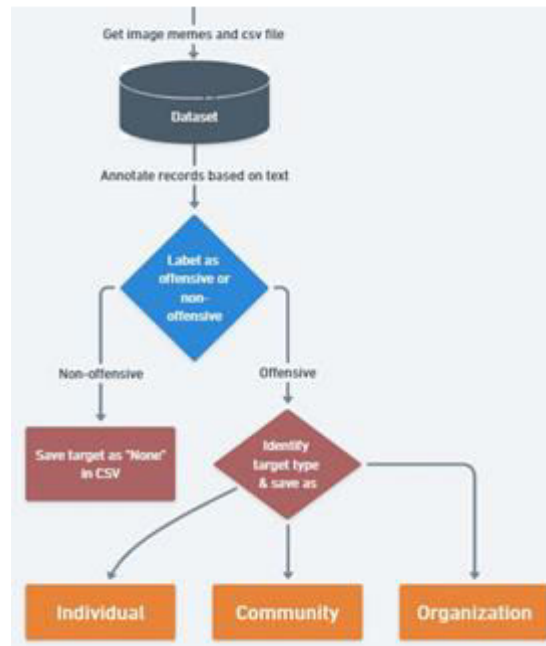 Get image memes and csv file
Dataset
Annotate records based on text
Label as
offensive or
non-
offensive
Non-offensive
Offensive
Save target as "None"
in CSV
Identify
target type
& save as
Individual
Community
Organization